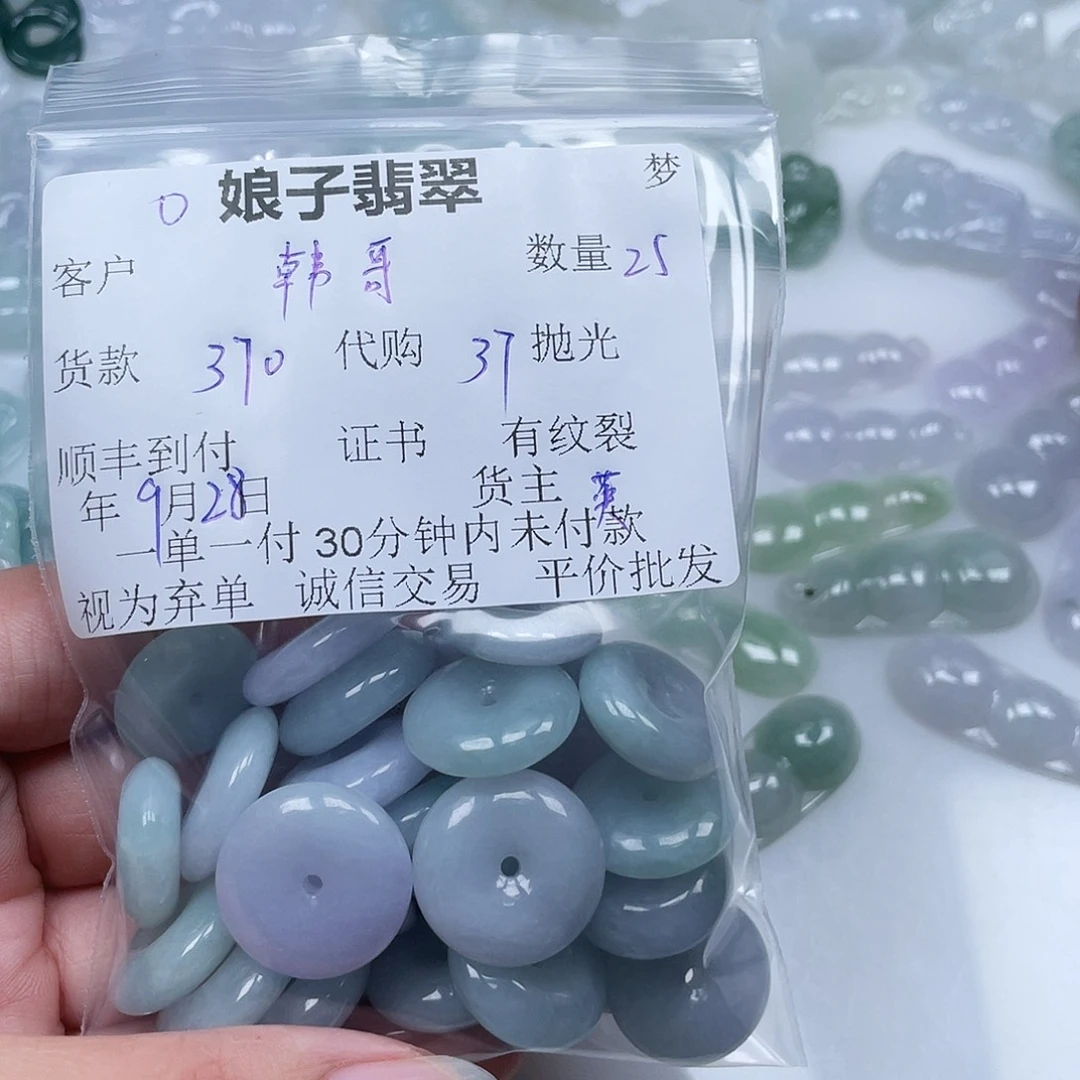 O 娘子翡翠 梦
客户 韩哥 数量 25
货款 370 代购 37 抛光
顺丰到付 证书 有纹裂
年9月28日 货主
一单一付 30分钟内未付款
视为弃单 诚信交易 平价批发